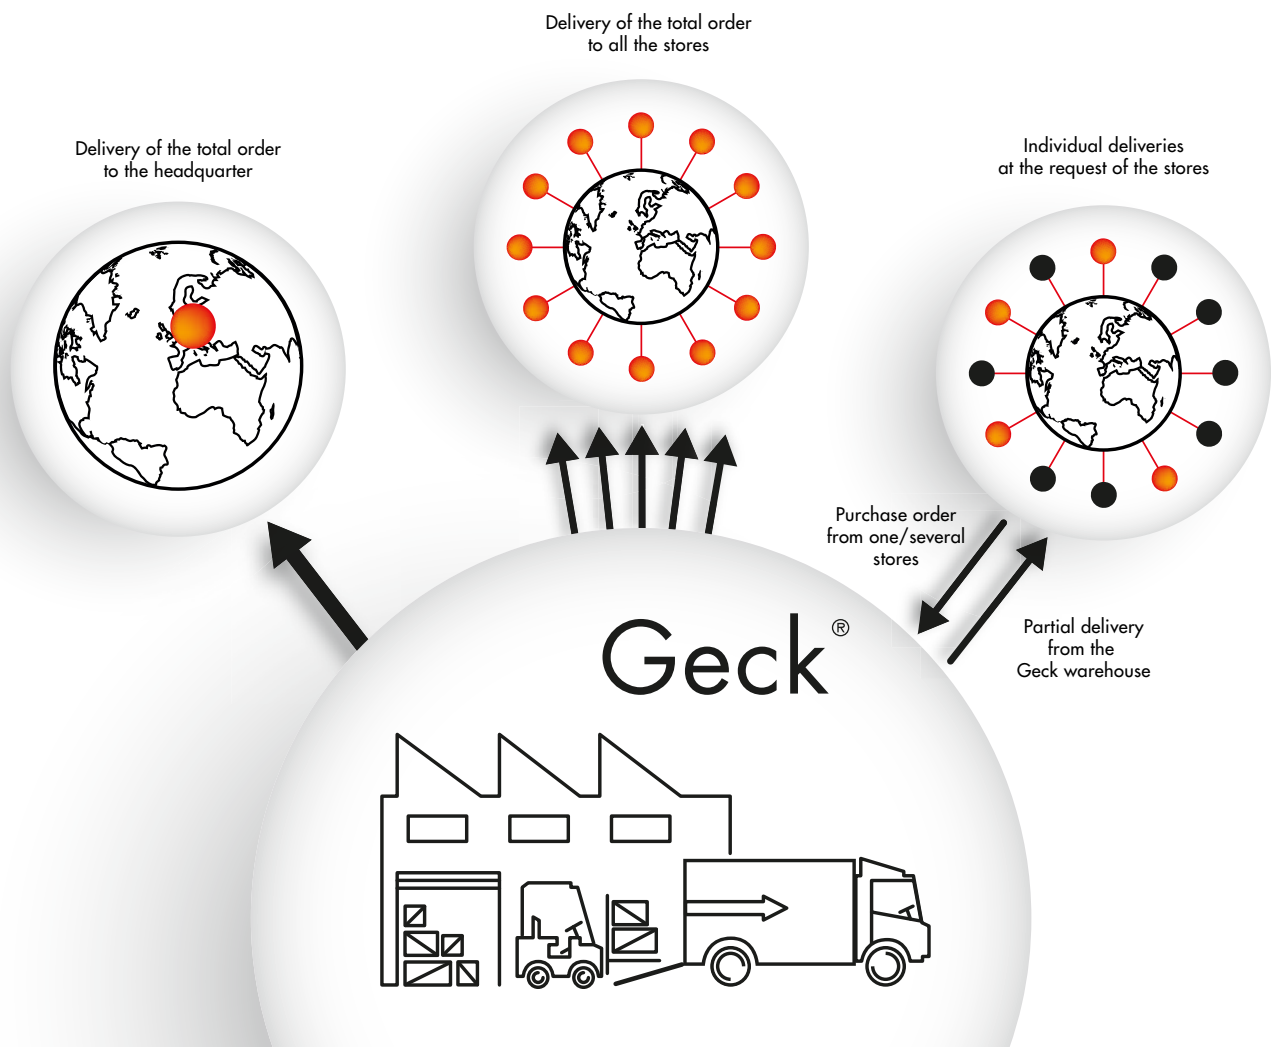 Delivery of the total order
to all the stores
Delivery of the total order
to the headquarter
Individual deliveries
at the request of the stores
Purchase order
from one/several
stores
Partial delivery
from the
Geck warehouse
Geck®